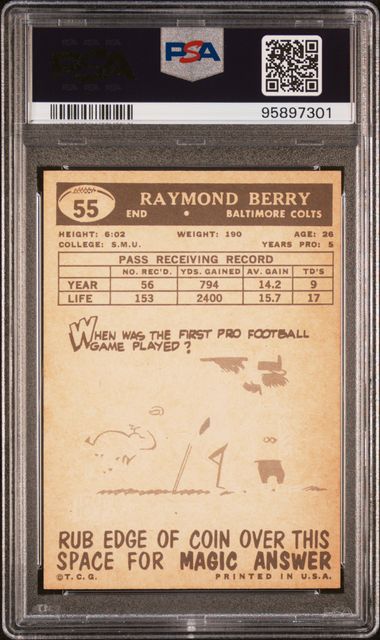 PSA
95897301
55
RAYMOND BERRY
END • BALTIMORE COLTS
HEIGHT: 6:02 WEIGHT: 190 AGE: 26
COLLEGE: S.M.U. YEARS PRO: 5
PASS RECEIVING RECORD
NO. REC'D. YDS. GAINED AV. GAIN TD'S
YEAR 56 794 14.2 9
LIFE 153 2400 15.7 17
WHEN WAS THE FIRST PRO FOOTBALL
GAME PLAYED?
RUB EDGE OF COIN OVER THIS
SPACE FOR MAGIC ANSWER
©T.C.G. PRINTED IN U.S.A.